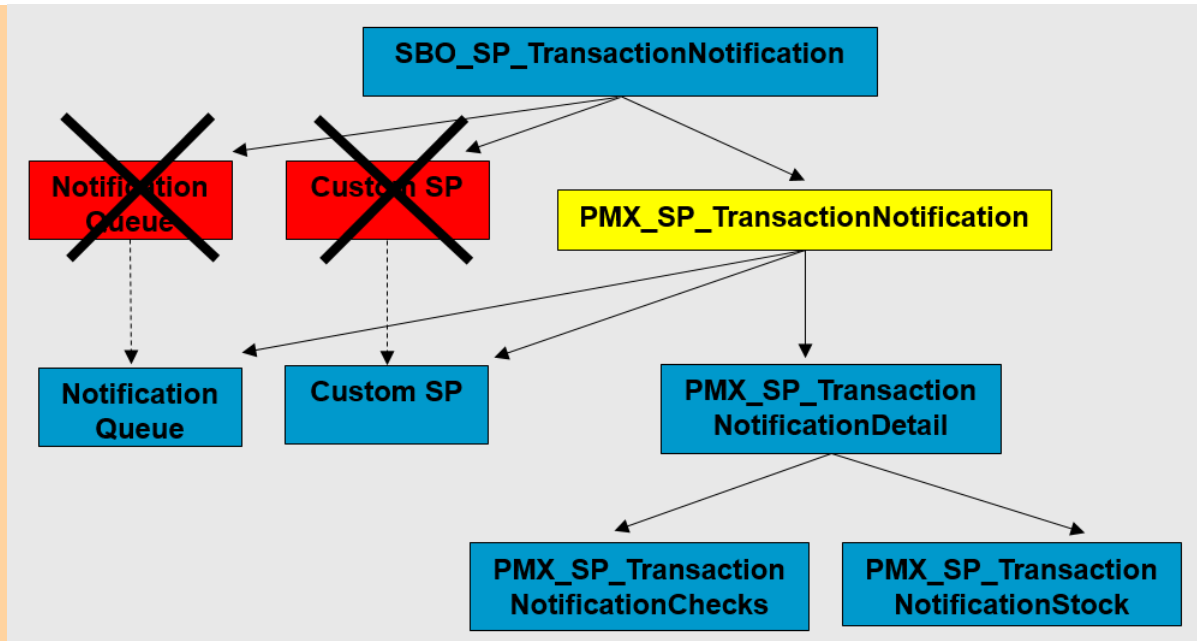 SBO_SP_TransactionNotification
Notification
Queue
Custom SP
PMX_SP_TransactionNotification
Notification
Queue
Custom SP
PMX_SP_Transaction
NotificationDetail
PMX_SP_Transaction
NotificationChecks
PMX_SP_Transaction
NotificationStock